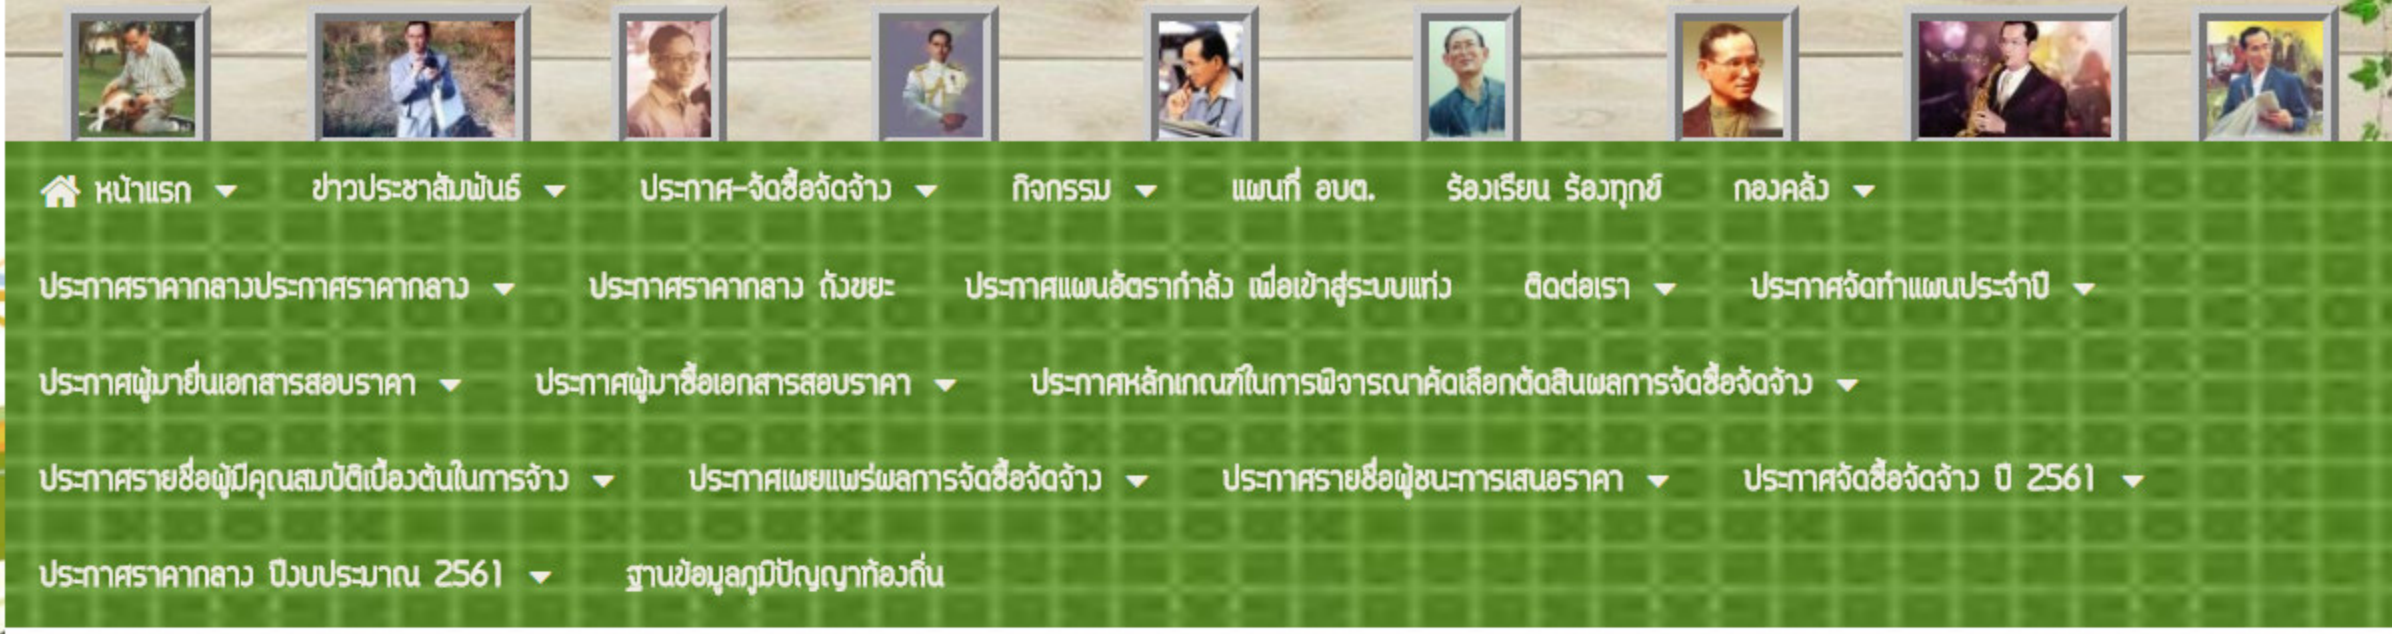 หน้าแรก ข่าวประชาสัมพันธ์ ประกาศ-จัดซื้อจัดจ้าง กิจกรรม แผนที่ อบต. ร้องเรียน ร้องทุกข์ กองคลัง
ประกาศราคากลางประกาศราคากลาง ประกาศราคากลาง ถังขยะ ประกาศแผนอัตรากำลัง เพื่อเข้าสู่ระบบแท่ง ติดต่อเรา ประกาศจัดทำแผนประจำปี
ประกาศผู้มายื่นเอกสารสอบราคา ประกาศผู้มาซื้อเอกสารสอบราคา ประกาศหลักเกณฑ์ในการพิจารณาคัดเลือกตัดสินผลการจัดซื้อจัดจ้าง
ประกาศรายชื่อผู้มีคุณสมบัติเบื้องต้นในการจ้าง ประกาศเผยแพร่ผลการจัดซื้อจัดจ้าง ประกาศรายชื่อผู้ชนะการเสนอราคา ประกาศจัดซื้อจัดจ้าง ปี 2561
ประกาศราคากลาง ปีงบประมาณ 2561 ฐานข้อมูลภูมิปัญญาท้องถิ่น